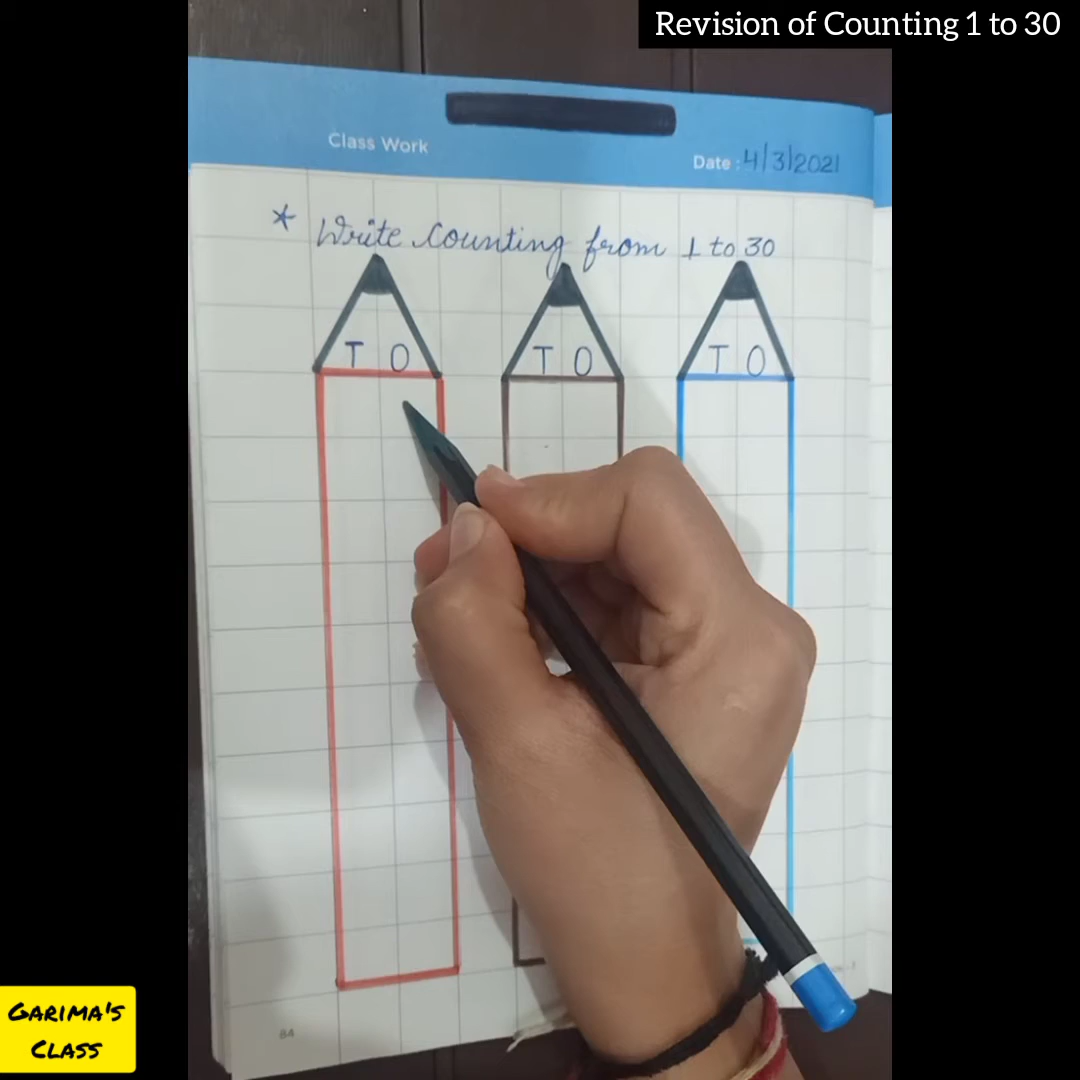 Revision of Counting 1 to 30
Class Work
Date : 4/3/2021
* Write counting from 1 to 30
T O T O T O
84
GARIMA'S
CLASS